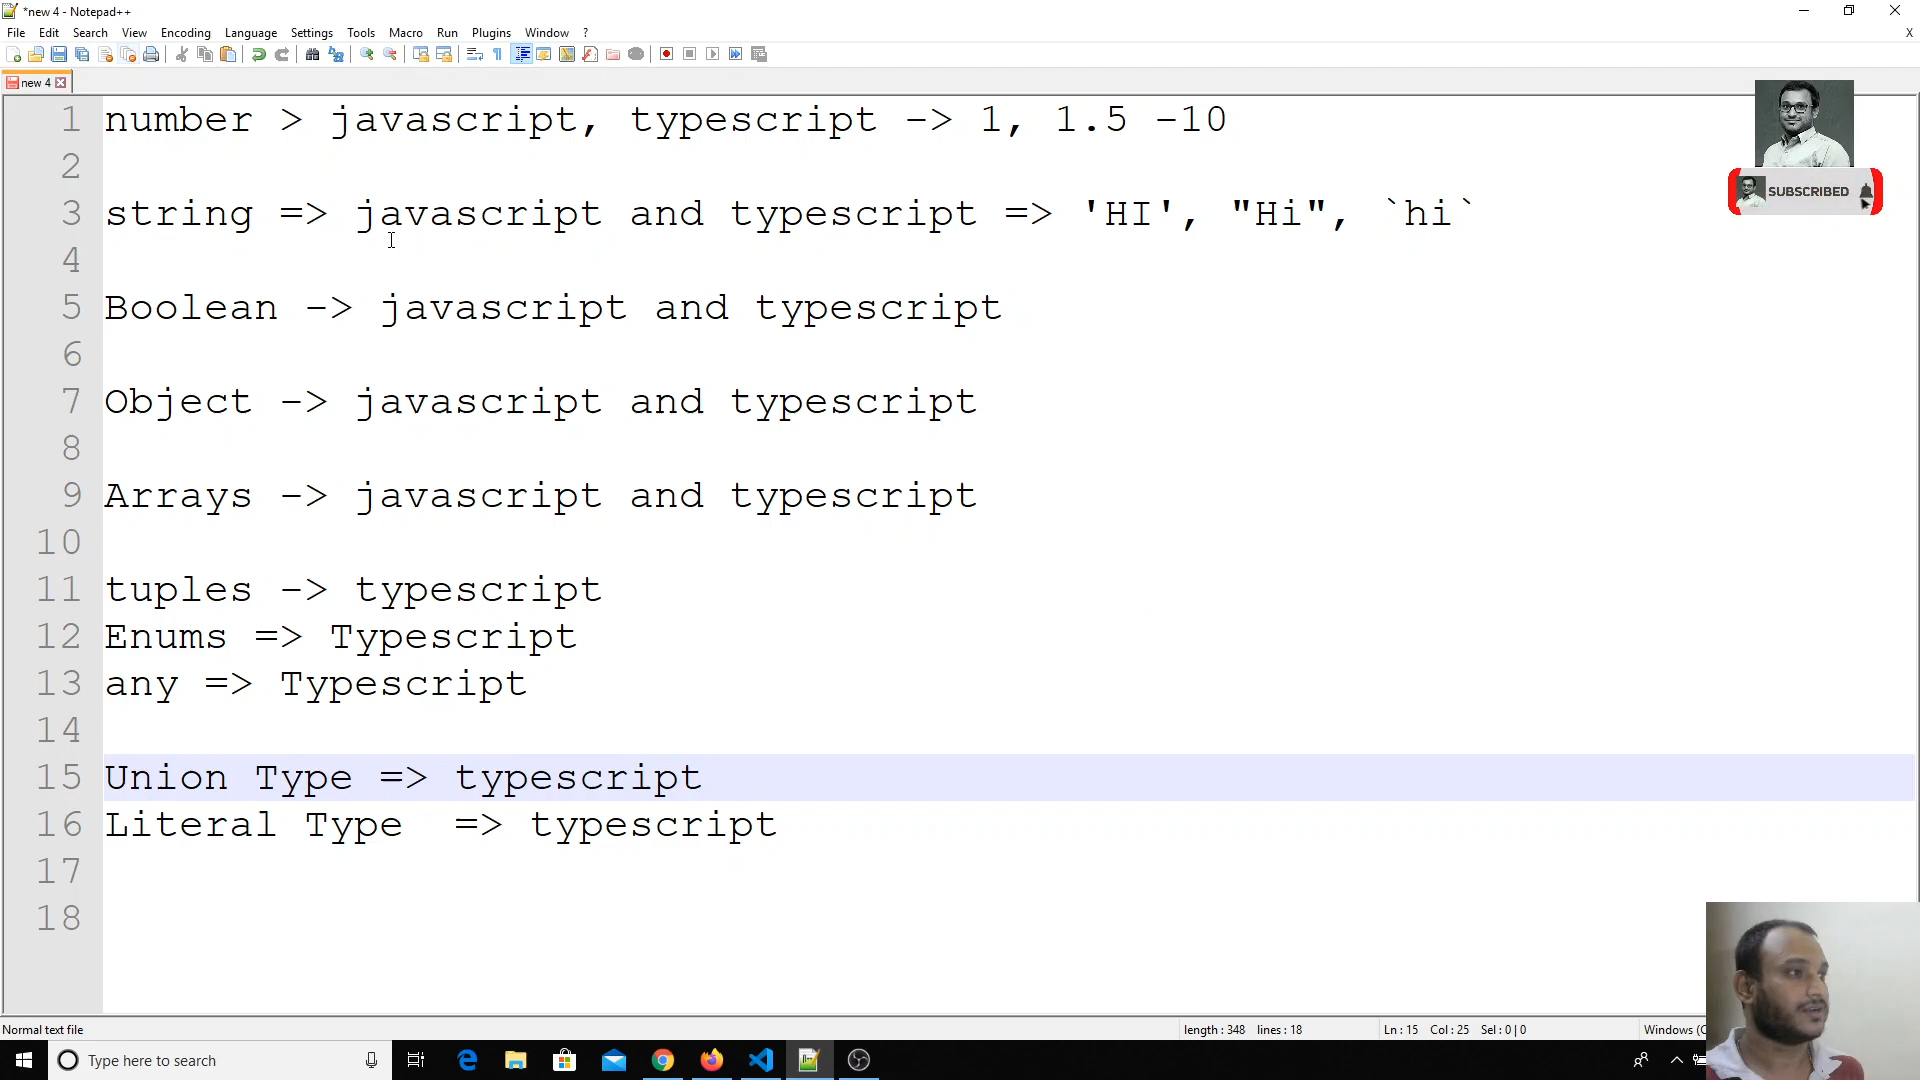 *new 4 - Notepad++
File Edit Search View Encoding Language Settings Tools Macro Run Plugins Window ? X
new 4
1 number > javascript, typescript -> 1, 1.5 -10
2
3 string => javascript and typescript => 'HI', "Hi", `hi`
4
5 Boolean -> javascript and typescript
6
7 Object -> javascript and typescript
8
9 Arrays -> javascript and typescript
10
11 tuples -> typescript
12 Enums => Typescript
13 any => Typescript
14
15 Union Type => typescript
16 Literal Type  => typescript
17
18
SUBSCRIBED
Normal text file length : 348 lines : 18 Ln : 15 Col : 25 Sel : 0 | 0 Windows (C
Type here to search